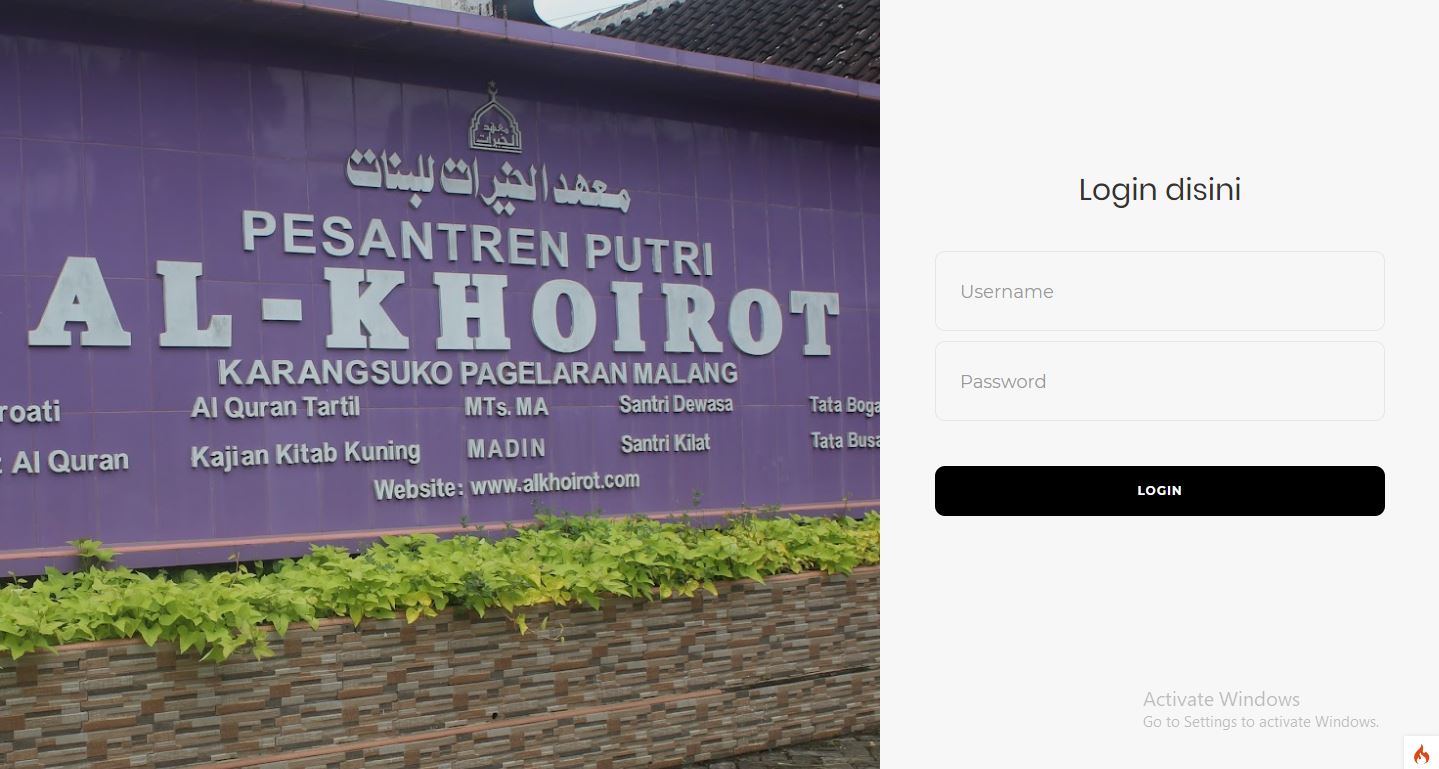 معهد
الخيرات
معهد الخيرات للبنات
PESANTREN PUTRI
AL-KHOIROT
KARANGSUKO PAGELARAN MALANG
roati Al Quran Tartil MTs. MA Santri Dewasa Tata Boga
Al Quran Kajian Kitab Kuning MADIN Santri Kilat Tata Busa
Website: www.alkhoirot.com
Login disini
Username
Password
LOGIN
Activate Windows
Go to Settings to activate Windows.